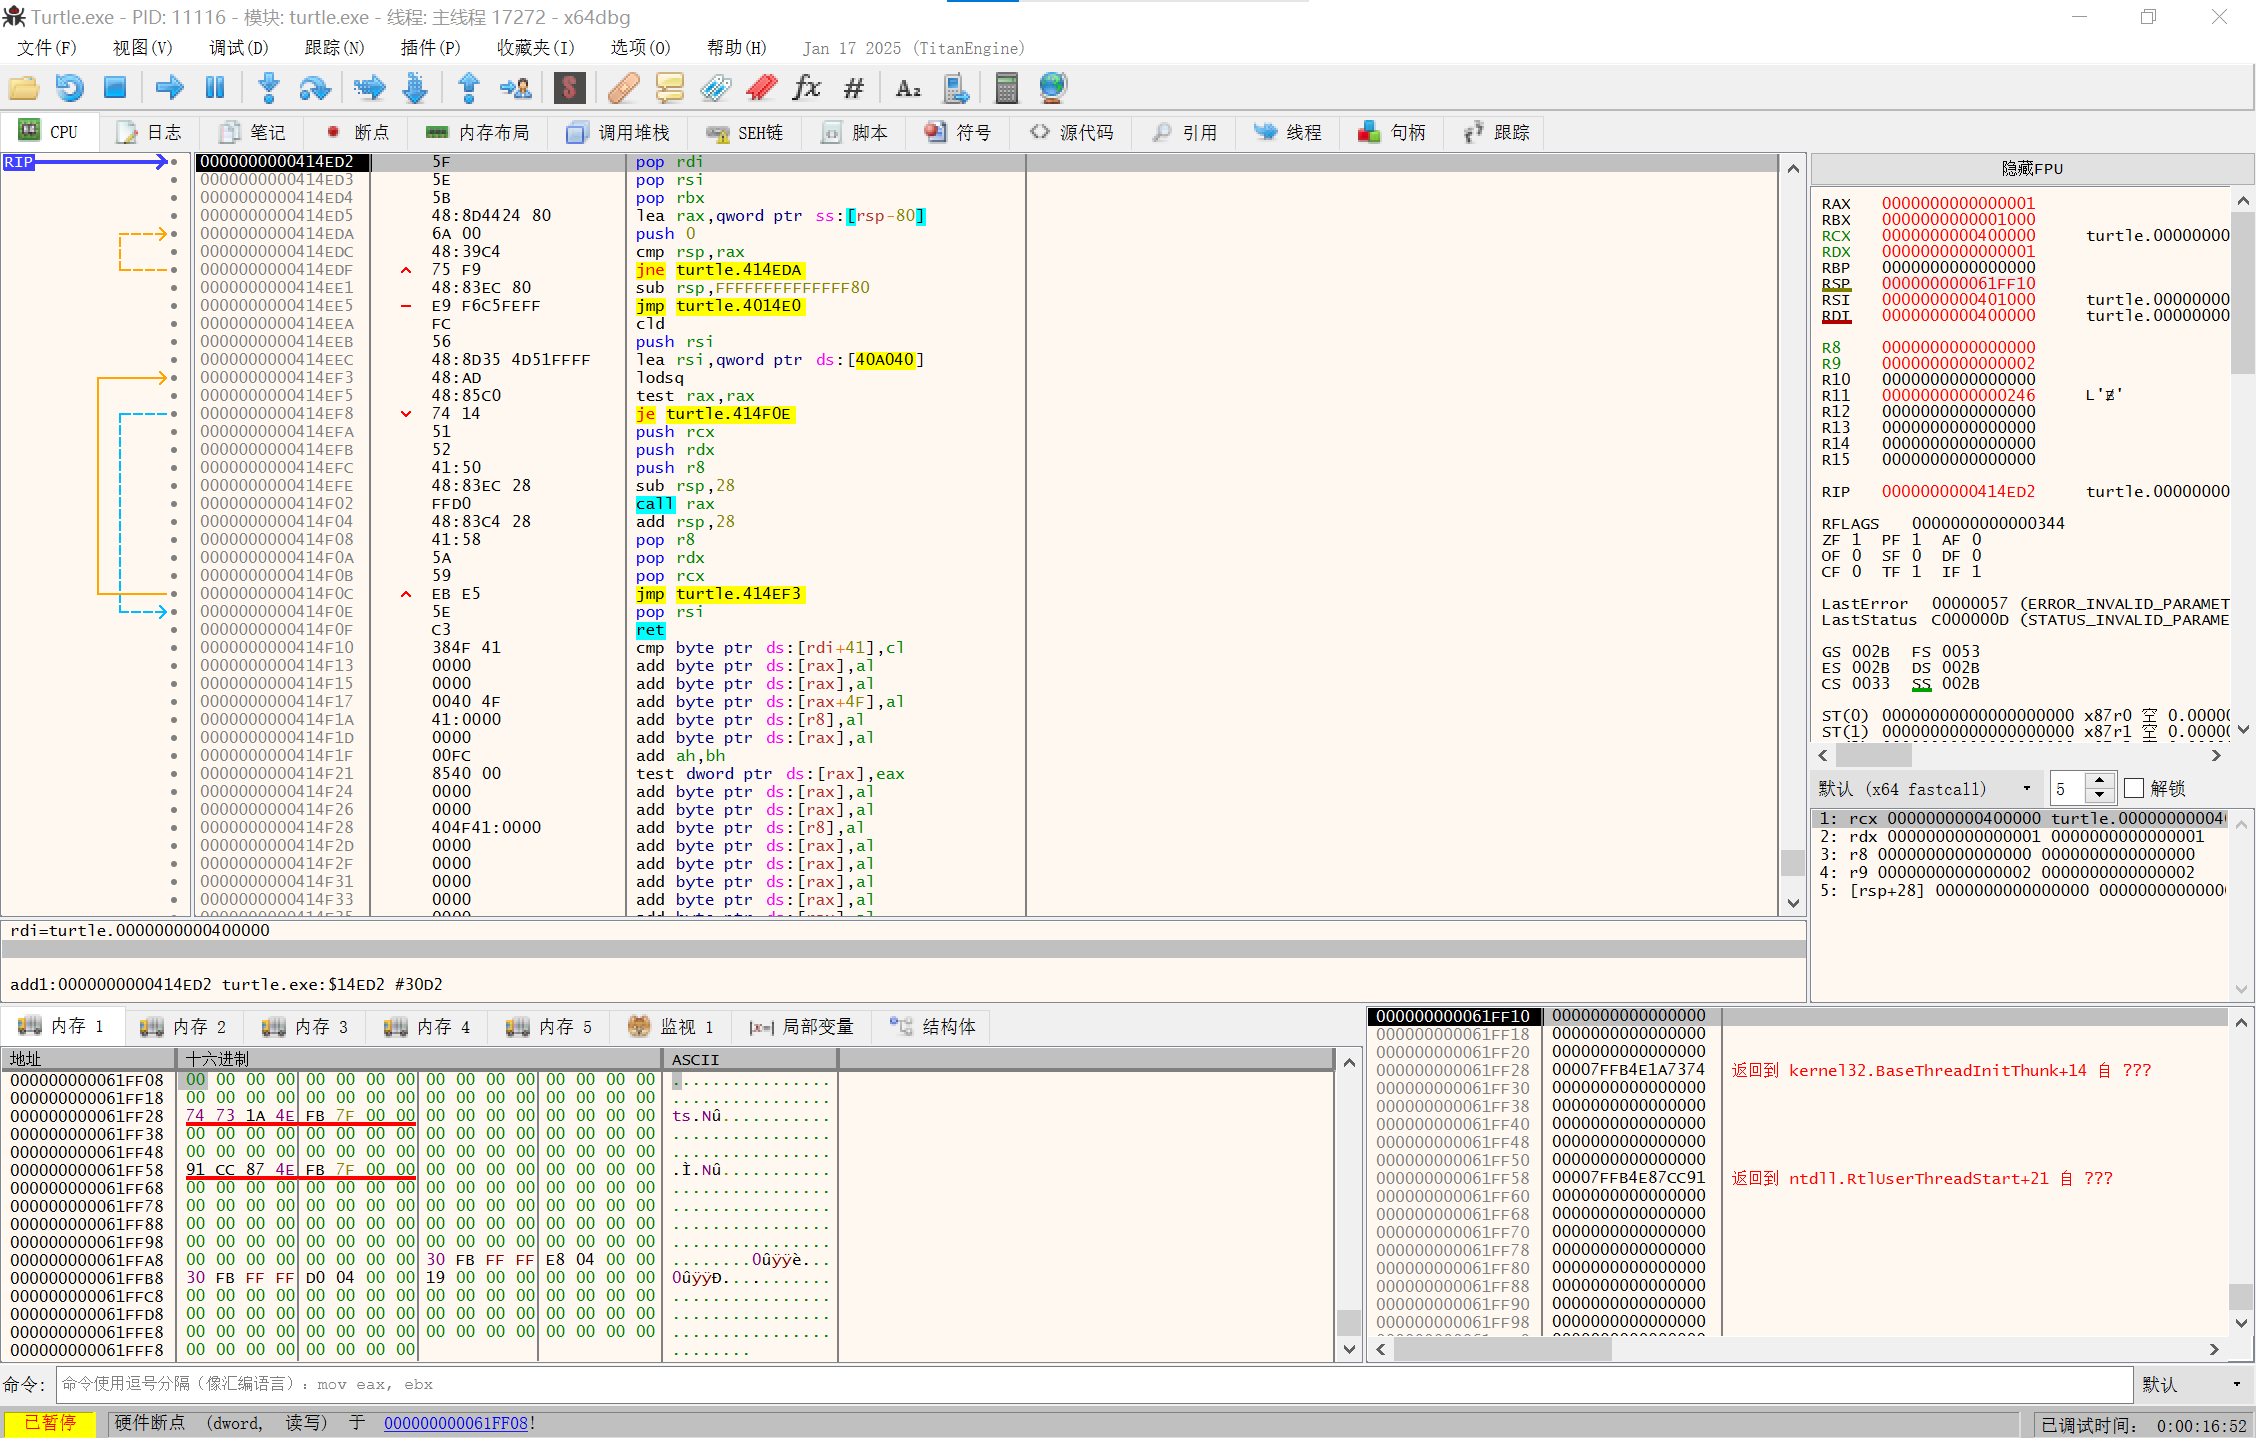 Turtle.exe - PID: 11116 - 模块: turtle.exe - 线程: 主线程 17272 - x64dbg
文件(F) 视图(V) 调试(D) 跟踪(N) 插件(P) 收藏夹(I) 选项(O) 帮助(H) Jan 17 2025 (TitanEngine)
CPU 日志 笔记 断点 内存布局 调用堆栈 SEH链 脚本 符号 源代码 引用 线程 句柄 跟踪
RIP
0000000000414ED2 5F pop rdi
0000000000414ED3 5E pop rsi
0000000000414ED4 5B pop rbx
0000000000414ED5 48:8D4424 80 lea rax,qword ptr ss:[rsp-80]
0000000000414EDA 6A 00 push 0
0000000000414EDC 48:39C4 cmp rsp,rax
0000000000414EDF 75 F9 jne turtle.414EDA
0000000000414EE1 48:83EC 80 sub rsp,FFFFFFFFFFFFFF80
0000000000414EE5 E9 F6C5FEFF jmp turtle.4014E0
0000000000414EEA FC cld
0000000000414EEB 56 push rsi
0000000000414EEC 48:8D35 4D51FFFF lea rsi,qword ptr ds:[40A040]
0000000000414EF3 48:AD lodsq
0000000000414EF5 48:85C0 test rax,rax
0000000000414EF8 74 14 je turtle.414F0E
0000000000414EFA 51 push rcx
0000000000414EFB 52 push rdx
0000000000414EFC 41:50 push r8
0000000000414EFE 48:83EC 28 sub rsp,28
0000000000414F02 FFD0 call rax
0000000000414F04 48:83C4 28 add rsp,28
0000000000414F08 41:58 pop r8
0000000000414F0A 5A pop rdx
0000000000414F0B 59 pop rcx
0000000000414F0C EB E5 jmp turtle.414EF3
0000000000414F0E 5E pop rsi
0000000000414F0F C3 ret
0000000000414F10 384F 41 cmp byte ptr ds:[rdi+41],cl
0000000000414F13 0000 add byte ptr ds:[rax],al
0000000000414F15 0000 add byte ptr ds:[rax],al
0000000000414F17 0040 4F add byte ptr ds:[rax+4F],al
0000000000414F1A 41:0000 add byte ptr ds:[r8],al
0000000000414F1D 0000 add byte ptr ds:[rax],al
0000000000414F1F 00FC add ah,bh
0000000000414F21 8540 00 test dword ptr ds:[rax],eax
0000000000414F24 0000 add byte ptr ds:[rax],al
0000000000414F26 0000 add byte ptr ds:[rax],al
0000000000414F28 404F41:0000 add byte ptr ds:[r8],al
0000000000414F2D 0000 add byte ptr ds:[rax],al
0000000000414F2F 0000 add byte ptr ds:[rax],al
0000000000414F31 0000 add byte ptr ds:[rax],al
0000000000414F33 0000 add byte ptr ds:[rax],al
隐藏FPU
RAX 0000000000000001
RBX 0000000000001000
RCX 0000000000400000 turtle.00000000
RDX 0000000000000001
RBP 0000000000000000
RSP 000000000061FF10
RSI 0000000000401000 turtle.00000000
RDI 0000000000400000 turtle.00000000
R8 0000000000000000
R9 0000000000000002
R10 0000000000000000
R11 0000000000000246
R12 0000000000000000
R13 0000000000000000
R14 0000000000000000
R15 0000000000000000
RIP 0000000000414ED2 turtle.00000000
RFLAGS 0000000000000344
ZF 1 PF 1 AF 0
OF 0 SF 0 DF 0
CF 0 TF 1 IF 1
LastError 00000057 (ERROR_INVALID_PARAMET
LastStatus C000000D (STATUS_INVALID_PARAME
GS 002B FS 0053
ES 002B DS 002B
CS 0033 SS 002B
ST(0) 00000000000000000000 x87r0 空 0.0000
ST(1) 00000000000000000000 x87r1 空 0.0000
默认 (x64 fastcall) 5 解锁
1: rcx 0000000000400000 turtle.00000000004
2: rdx 0000000000000001 0000000000000001
3: r8 0000000000000000 0000000000000000
4: r9 0000000000000002 0000000000000002
5: [rsp+28] 0000000000000000 0000000000000
rdi=turtle.0000000000400000
add1:0000000000414ED2 turtle.exe:$14ED2 #30D2
内存 1 内存 2 内存 3 内存 4 内存 5 监视 1 局部变量 结构体
地址 十六进制 ASCII
000000000061FF08 00 00 00 00 00 00 00 00 00 00 00 00 00 00 00 00 ................
000000000061FF18 00 00 00 00 00 00 00 00 00 00 00 00 00 00 00 00 ................
000000000061FF28 74 73 1A 4E FB 7F 00 00 00 00 00 00 00 00 00 00 ts.Nû...........
000000000061FF38 00 00 00 00 00 00 00 00 00 00 00 00 00 00 00 00 ................
000000000061FF48 00 00 00 00 00 00 00 00 00 00 00 00 00 00 00 00 ................
000000000061FF58 91 CC 87 4E FB 7F 00 00 00 00 00 00 00 00 00 00 .Ì.Nû...........
000000000061FF68 00 00 00 00 00 00 00 00 00 00 00 00 00 00 00 00 ................
000000000061FF78 00 00 00 00 00 00 00 00 00 00 00 00 00 00 00 00 ................
000000000061FF88 00 00 00 00 00 00 00 00 00 00 00 00 00 00 00 00 ................
000000000061FF98 00 00 00 00 00 00 00 00 00 00 00 00 00 00 00 00 ................
000000000061FFA8 00 00 00 00 00 00 00 00 30 FB FF FF E8 04 00 00 ........0ûÿÿè...
000000000061FFB8 30 FB FF FF D0 04 00 00 19 00 00 00 00 00 00 00 0ûÿÿÐ...........
000000000061FFC8 00 00 00 00 00 00 00 00 00 00 00 00 00 00 00 00 ................
000000000061FFD8 00 00 00 00 00 00 00 00 00 00 00 00 00 00 00 00 ................
000000000061FFE8 00 00 00 00 00 00 00 00 00 00 00 00 00 00 00 00 ................
000000000061FFF8 00 00 00 00 00 00 00 00 ........
000000000061FF10 0000000000000000
000000000061FF18 0000000000000000
000000000061FF20 0000000000000000
000000000061FF28 00007FFB4E1A7374 返回到 kernel32.BaseThreadInitThunk+14 自 ???
000000000061FF30 0000000000000000
000000000061FF38 0000000000000000
000000000061FF40 0000000000000000
000000000061FF48 0000000000000000
000000000061FF50 0000000000000000
000000000061FF58 00007FFB4E87CC91 返回到 ntdll.RtlUserThreadStart+21 自 ???
000000000061FF60 0000000000000000
000000000061FF68 0000000000000000
000000000061FF70 0000000000000000
000000000061FF78 0000000000000000
000000000061FF80 0000000000000000
000000000061FF88 0000000000000000
000000000061FF90 0000000000000000
000000000061FF98 0000000000000000
命令: 命令使用逗号分隔（像汇编语言）：mov eax, ebx 默认
已暂停 硬件断点 (dword, 读写) 于 000000000061FF08! 已调试时间: 0:00:16:52